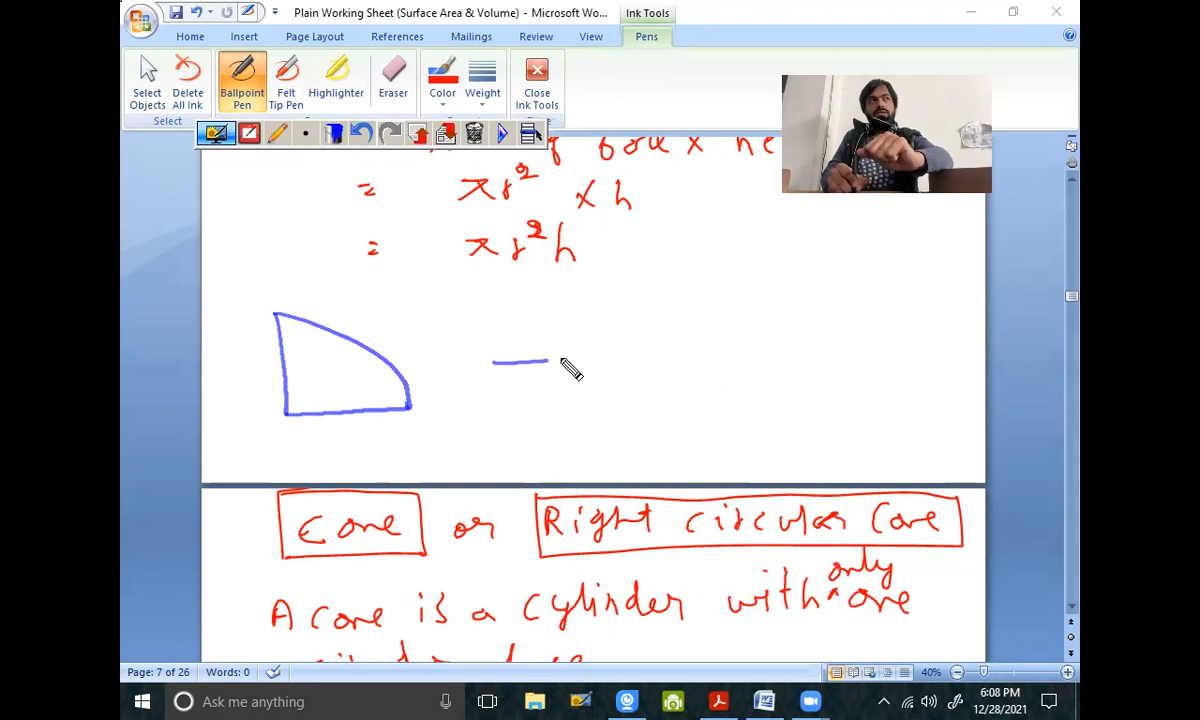 Plain Working Sheet (Surface Area & Volume) - Microsoft Wo...
Ink Tools
Home Insert Page Layout References Mailings Review View Pens
Select Objects
Delete All Ink
Ballpoint Pen
Felt Tip Pen
Highlighter
Eraser
Color
Weight
Close Ink Tools
Select
= πr² × h
= πr²h
Cone or Right circular Cone
only
A cone is a cylinder with ^ one
Page: 7 of 26 Words: 0 40%
Ask me anything
6:08 PM
12/28/2021